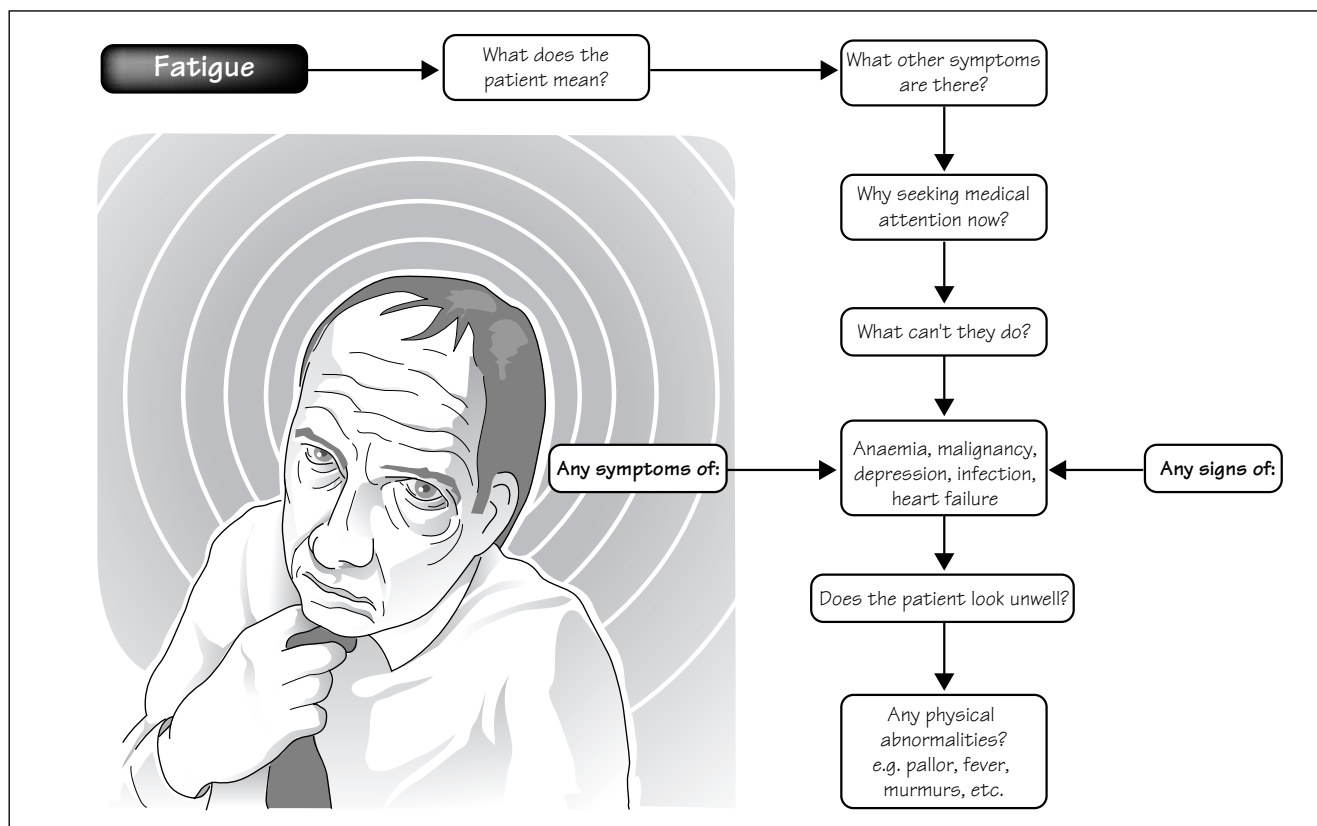 Fatigue
What does the
patient mean?
What other symptoms
are there?
Why seeking medical
attention now?
What can't they do?
Any symptoms of:
Anaemia, malignancy,
depression, infection,
heart failure
Any signs of:
Does the patient look unwell?
Any physical
abnormalities?
e.g. pallor, fever,
murmurs, etc.